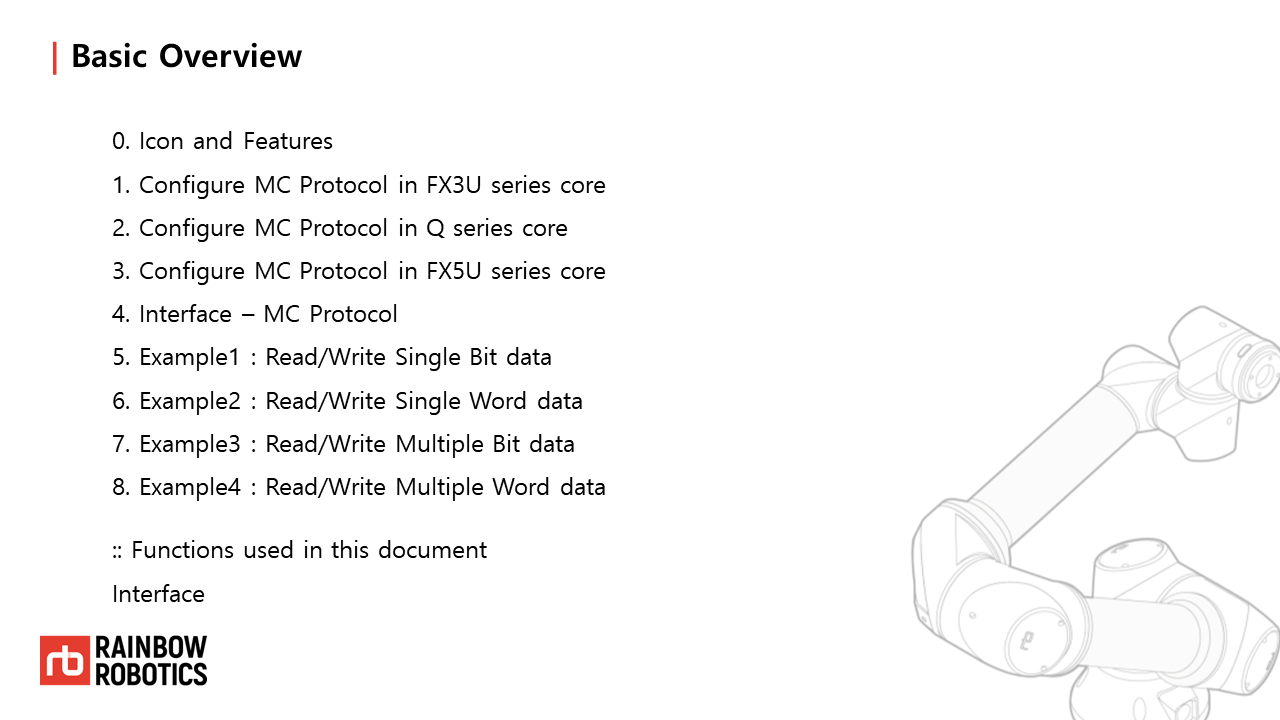 Basic Overview
0. Icon and Features
1. Configure MC Protocol in FX3U series core
2. Configure MC Protocol in Q series core
3. Configure MC Protocol in FX5U series core
4. Interface – MC Protocol
5. Example1 : Read/Write Single Bit data
6. Example2 : Read/Write Single Word data
7. Example3 : Read/Write Multiple Bit data
8. Example4 : Read/Write Multiple Word data
:: Functions used in this document
Interface
rb RAINBOW
ROBOTICS